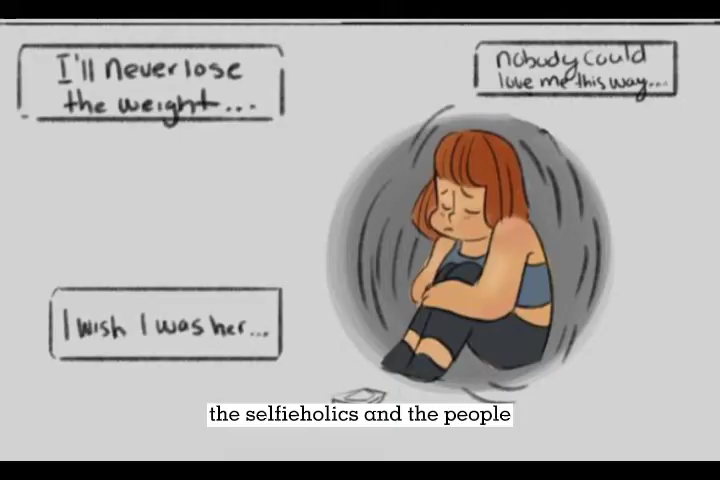 I'll never lose
the weight...
nobody could
love me this way...
I wish I was her...
the selfieholics and the people